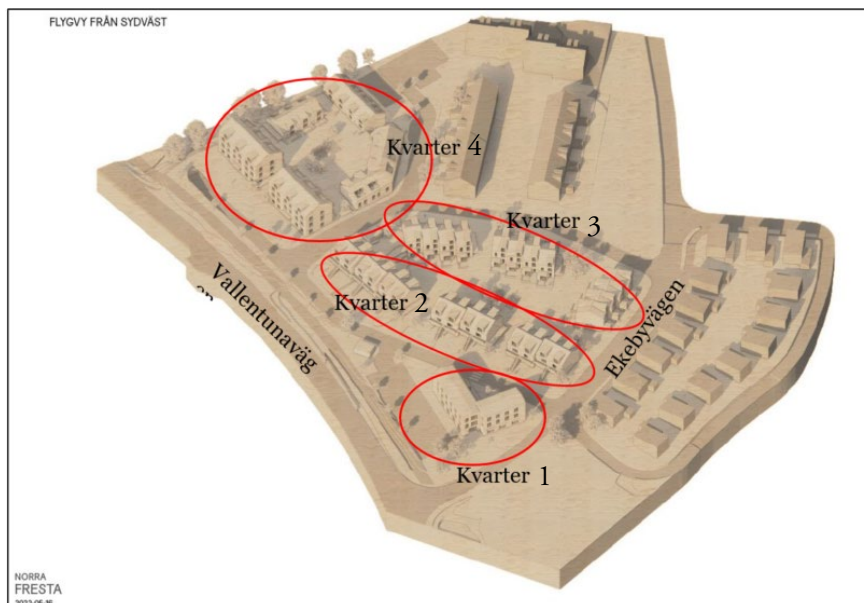 FLYGVY FRÅN SYDVÄST
Kvarter 4
Kvarter 3
Kvarter 2
Vallentunaväg
Ekebyvägen
Kvarter 1
NORRA
FRESTA